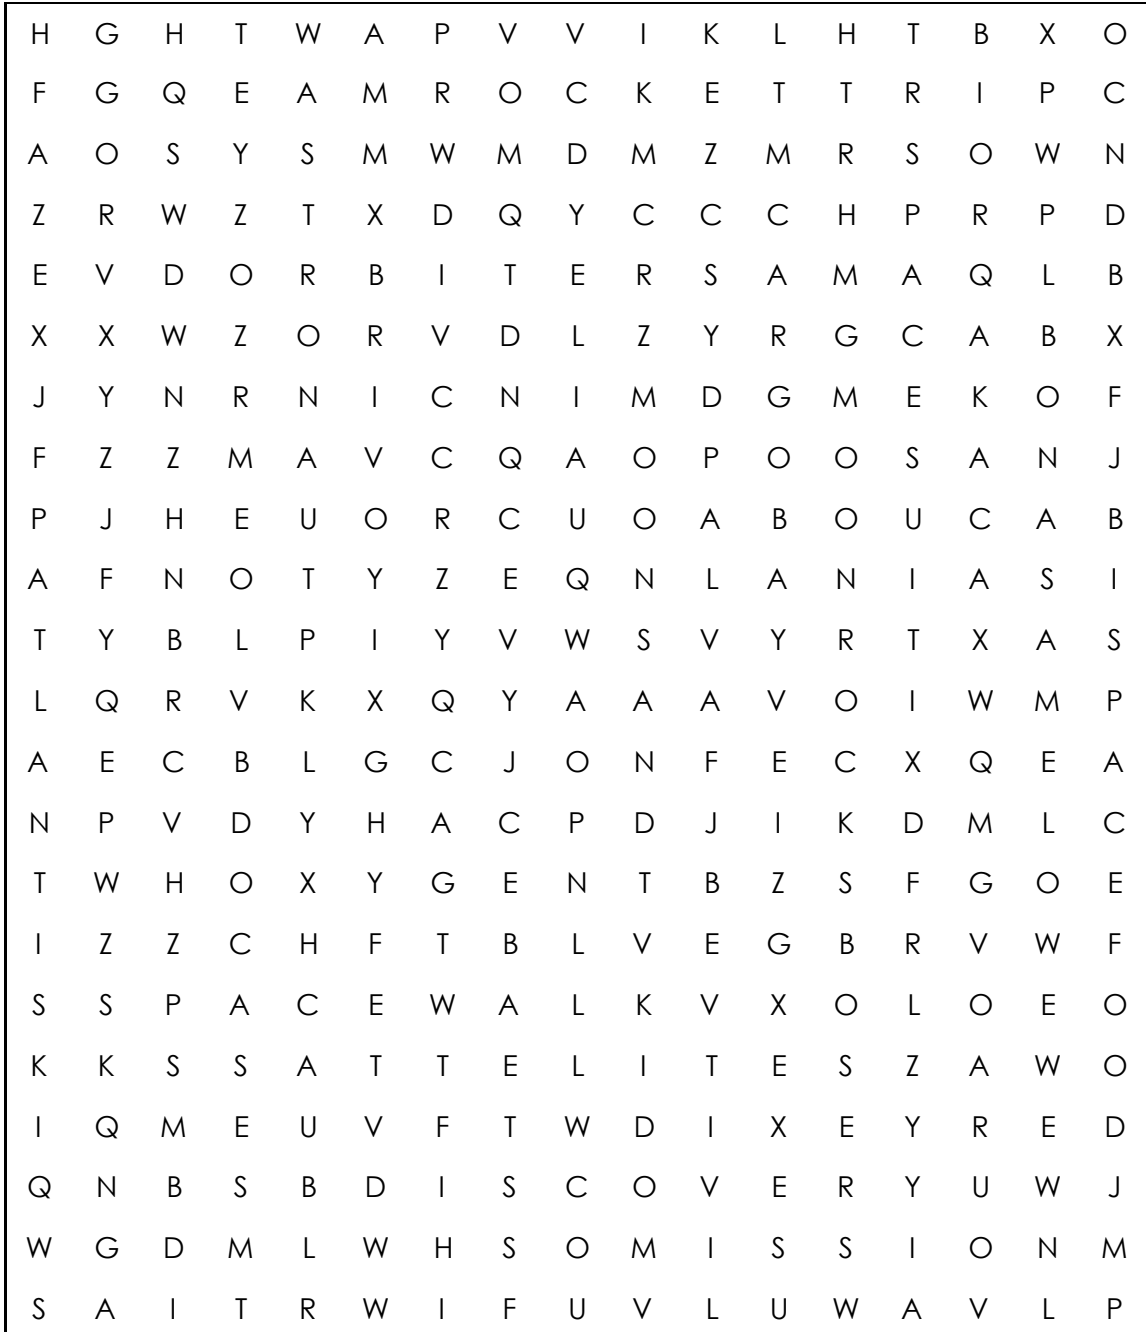 H G H T W A P V V I K L H T B X O
F G Q E A M R O C K E T T R I P C
A O S Y S M W M D M Z M R S O W N
Z R W Z T X D Q Y C C C H P R P D
E V D O R B I T E R S A M A Q L B
X X W Z O R V D L Z Y R G C A B X
J Y N R N I C N I M D G M E K O F
F Z Z M A V C Q A O P O O S A N J
P J H E U O R C U O A B O U C A B
A F N O T Y Z E Q N L A N I A S I
T Y B L P I Y V W S V Y R T X A S
L Q R V K X Q Y A A A V O I W M P
A E C B L G C J O N F E C X Q E A
N P V D Y H A C P D J I K D M L C
T W H O X Y G E N T B Z S F G O E
I Z Z C H F T B L V E G B R V W F
S S P A C E W A L K V X O L O E O
K K S S A T T E L I T E S Z A W O
I Q M E U V F T W D I X E Y R E D
Q N B S B D I S C O V E R Y U W J
W G D M L W H S O M I S S I O N M
S A I T R W I F U V L U W A V L P